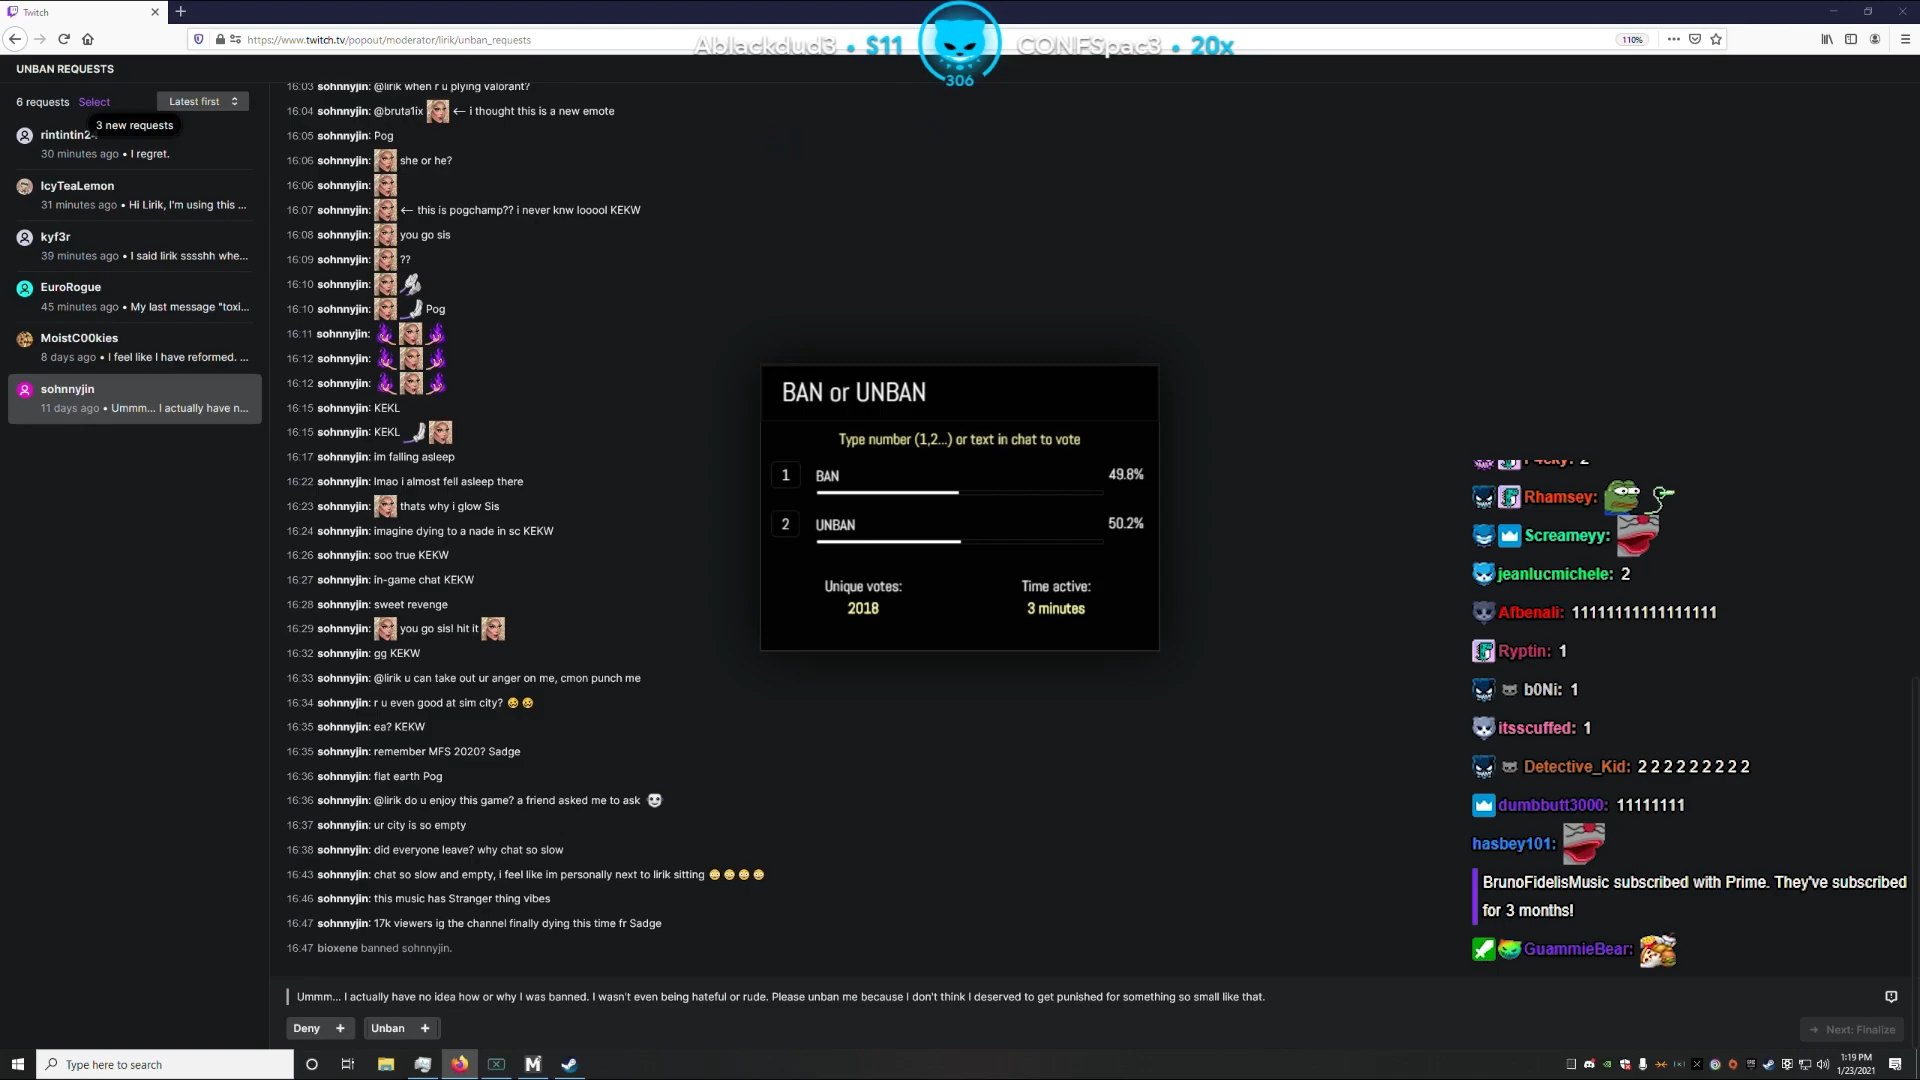 Twitch
https://www.twitch.tv/popout/moderator/lirik/unban_requests
110%
Ablackdud3 • $11
306
CONFSpac3 • 20x
UNBAN REQUESTS
6 requests Select
Latest first
3 new requests
rintintin2
30 minutes ago • I regret.
IcyTeaLemon
31 minutes ago • Hi Lirik, I'm using this ...
kyf3r
39 minutes ago • I said lirik sssshh whe...
EuroRogue
45 minutes ago • My last message "toxi...
MoistC00kies
8 days ago • I feel like I have reformed. ...
sohnnyjin
11 days ago • Ummm... I actually have n...
16:03 sohnnyjin: @lirik when r u plying valorant?
16:04 sohnnyjin: @bruta1ix <— i thought this is a new emote
16:05 sohnnyjin: Pog
16:06 sohnnyjin: she or he?
16:06 sohnnyjin:
16:07 sohnnyjin: <— this is pogchamp?? i never knw looool KEKW
16:08 sohnnyjin: you go sis
16:09 sohnnyjin: ??
16:10 sohnnyjin:
16:10 sohnnyjin: Pog
16:11 sohnnyjin:
16:12 sohnnyjin:
16:12 sohnnyjin:
16:15 sohnnyjin: KEKL
16:15 sohnnyjin: KEKL
16:17 sohnnyjin: im falling asleep
16:22 sohnnyjin: lmao i almost fell asleep there
16:23 sohnnyjin: thats why i glow Sis
16:24 sohnnyjin: imagine dying to a nade in sc KEKW
16:26 sohnnyjin: soo true KEKW
16:27 sohnnyjin: in-game chat KEKW
16:28 sohnnyjin: sweet revenge
16:29 sohnnyjin: you go sis! hit it
16:32 sohnnyjin: gg KEKW
16:33 sohnnyjin: @lirik u can take out ur anger on me, cmon punch me
16:34 sohnnyjin: r u even good at sim city? 🥺 🥺
16:35 sohnnyjin: ea? KEKW
16:35 sohnnyjin: remember MFS 2020? Sadge
16:36 sohnnyjin: flat earth Pog
16:36 sohnnyjin: @lirik do u enjoy this game? a friend asked me to ask
16:37 sohnnyjin: ur city is so empty
16:38 sohnnyjin: did everyone leave? why chat so slow
16:43 sohnnyjin: chat so slow and empty, i feel like im personally next to lirik sitting 😳 😳 😳 😳
16:46 sohnnyjin: this music has Stranger thing vibes
16:47 sohnnyjin: 17k viewers ig the channel finally dying this time fr Sadge
16:47 bioxene banned sohnnyjin.
Ummm... I actually have no idea how or why I was banned. I wasn't even being hateful or rude. Please unban me because I don't think I deserved to get punished for something so small like that.
Deny +
Unban +
→ Next: Finalize
BAN or UNBAN
Type number (1,2...) or text in chat to vote
1 BAN 49.8%
2 UNBAN 50.2%
Unique votes: Time active:
2018 3 minutes
F4cky: 2
Rhamsey:
Screameyy:
jeanlucmichele: 2
Afbenali: 11111111111111111
Ryptin: 1
b0Ni: 1
itsscuffed: 1
Detective_Kid: 2 2 2 2 2 2 2 2 2
dumbbutt3000: 11111111
hasbey101:
BrunoFidelisMusic subscribed with Prime. They've subscribed
for 3 months!
GuammieBear:
Type here to search
1:19 PM
1/23/2021